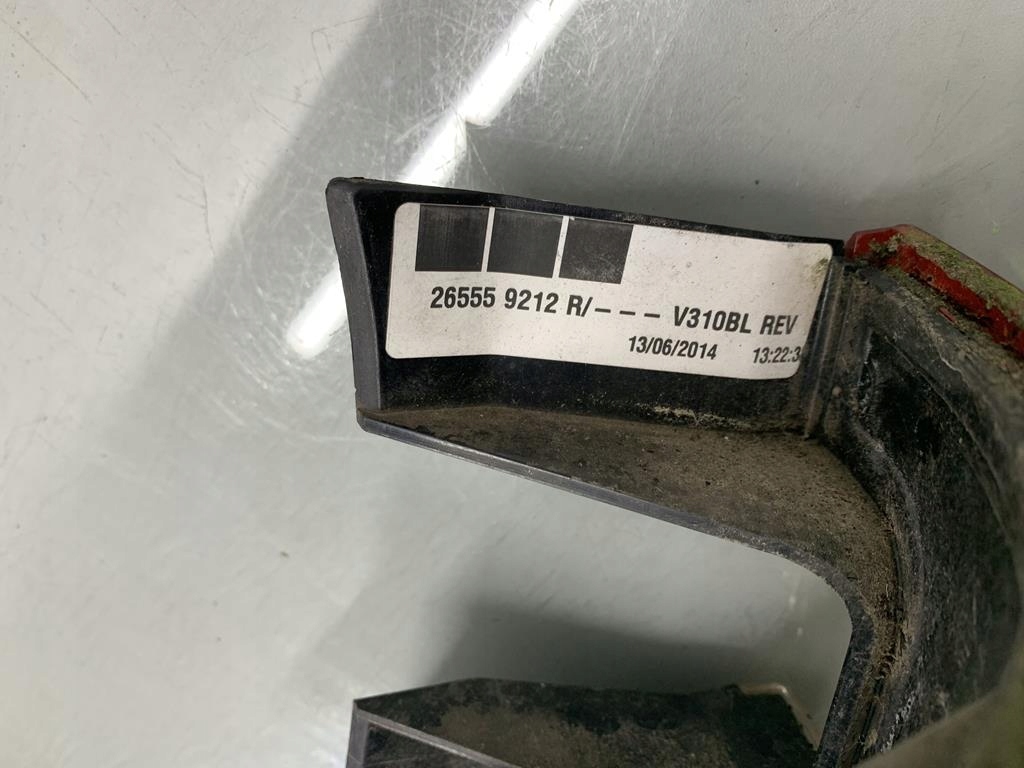 26555 9212 R/--- V310BL REV
13/06/2014 13:22:3